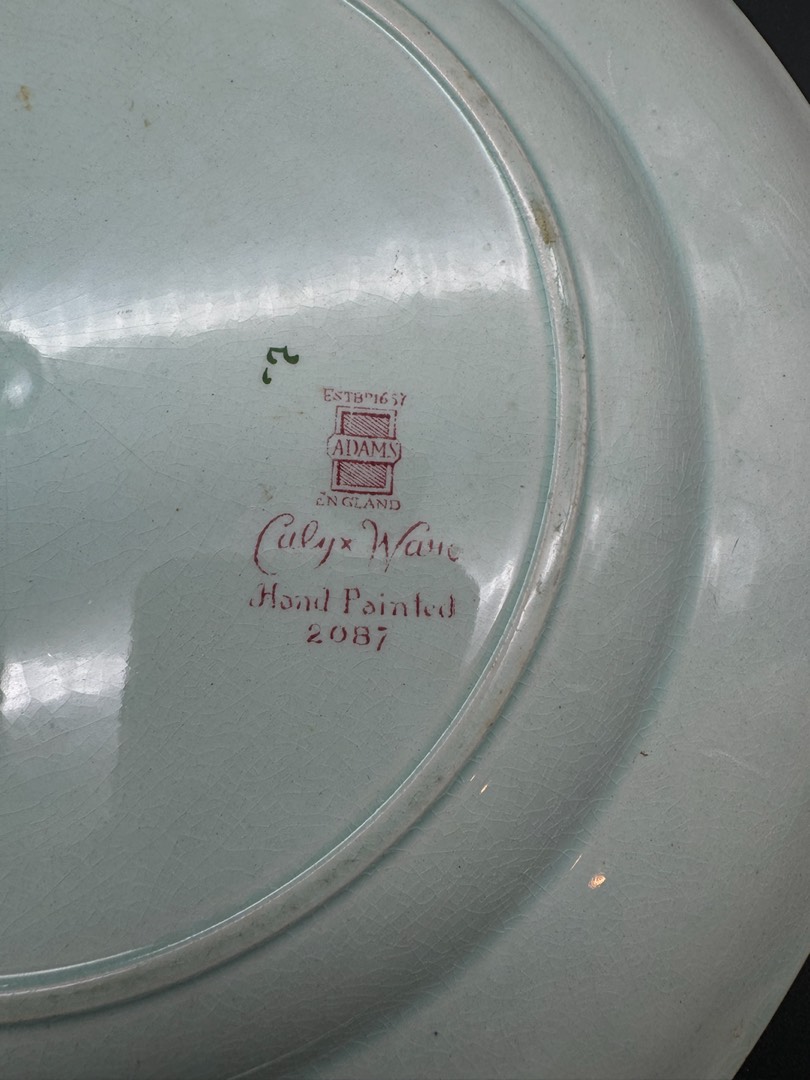 ESTBD 1657
ADAMS
ENGLAND
Calyx Ware
Hand Painted
2087